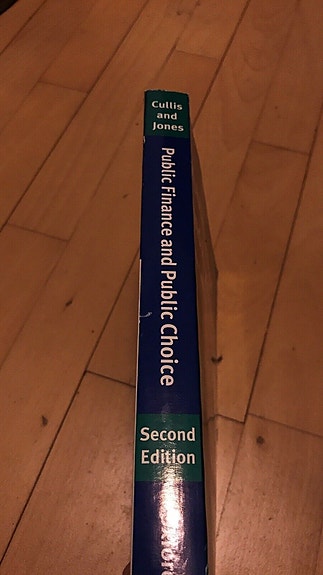 Cullis
and
Jones
Public Finance and Public Choice
Second
Edition